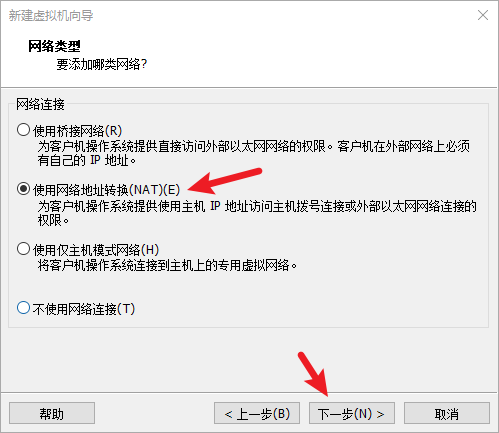 新建虚拟机向导
网络类型
要添加哪类网络?
网络连接
使用桥接网络(R)
为客户机操作系统提供直接访问外部以太网网络的权限。客户机在外部网络上必须
有自己的 IP 地址。
使用网络地址转换(NAT)(E)
为客户机操作系统提供使用主机 IP 地址访问主机拨号连接或外部以太网网络连接的
权限。
使用仅主机模式网络(H)
将客户机操作系统连接到主机上的专用虚拟网络。
不使用网络连接(T)
帮助
< 上一步(B)
下一步(N) >
取消